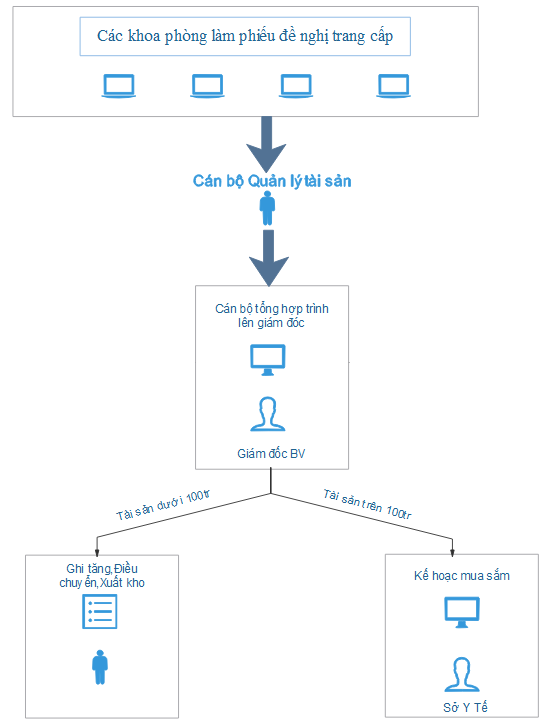 Các khoa phòng làm phiếu đề nghị trang cấp
Cán bộ Quản lý tài sản
Cán bộ tổng hợp trình
lên giám đóc
Giám đốc BV
Tài sản dưới 100tr
Tài sản trên 100tr
Ghi tăng,Điều
chuyển,Xuất kho
Kế hoạc mua sắm
Sở Y Tế